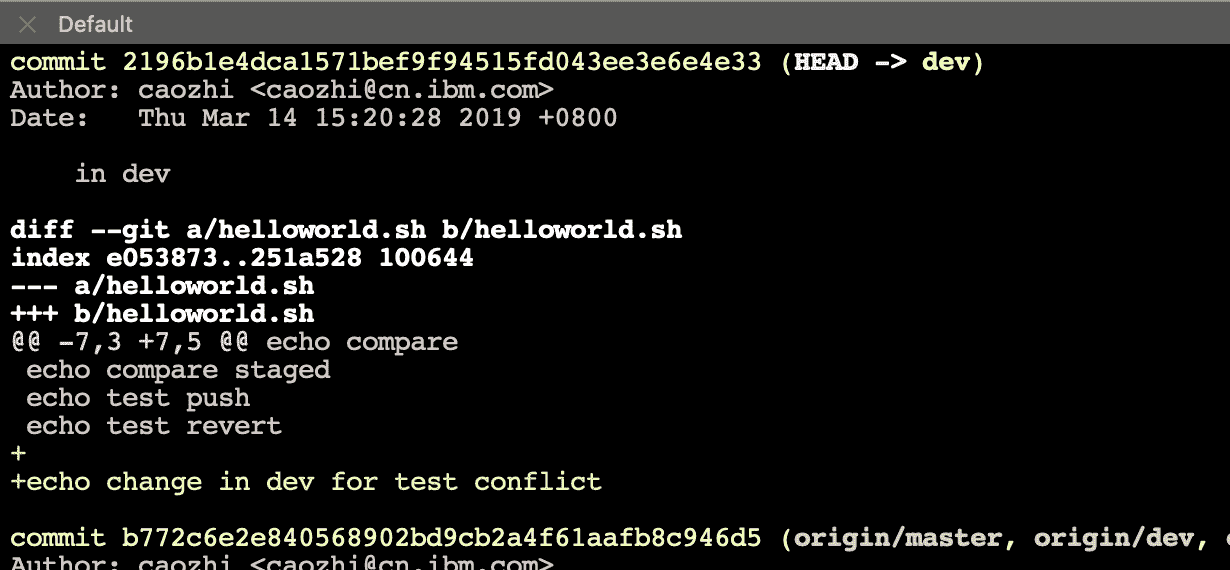 Default
commit 2196b1e4dca1571bef9f94515fd043ee3e6e4e33 (HEAD -> dev)
Author: caozhi <caozhi@cn.ibm.com>
Date:   Thu Mar 14 15:20:28 2019 +0800
    in dev
diff --git a/helloworld.sh b/helloworld.sh
index e053873..251a528 100644
--- a/helloworld.sh
+++ b/helloworld.sh
@@ -7,3 +7,5 @@ echo compare
 echo compare staged
 echo test push
 echo test revert
+
+echo change in dev for test conflict
commit b772c6e2e840568902bd9cb2a4f61aafb8c946d5 (origin/master, origin/dev,
Author: caozhi <caozhi@cn.ibm.com>